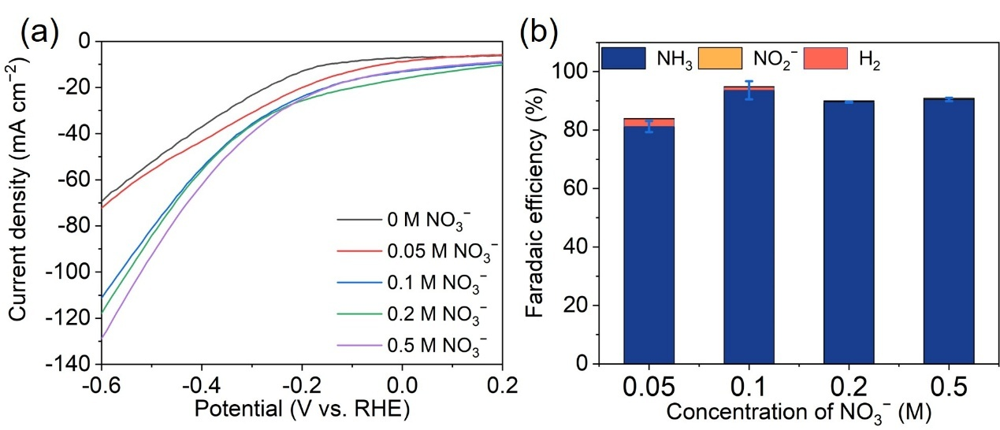 (a)
0
-20
-40
-60
-80
-100
-120
-140
Current density (mA cm⁻²)
0 M NO₃⁻
0.05 M NO₃⁻
0.1 M NO₃⁻
0.2 M NO₃⁻
0.5 M NO₃⁻
-0.6 -0.4 -0.2 0.0 0.2
Potential (V vs. RHE)
(b)
NH₃ NO₂⁻ H₂
100
80
60
40
20
0
Faradaic efficiency (%)
0.05 0.1 0.2 0.5
Concentration of NO₃⁻ (M)